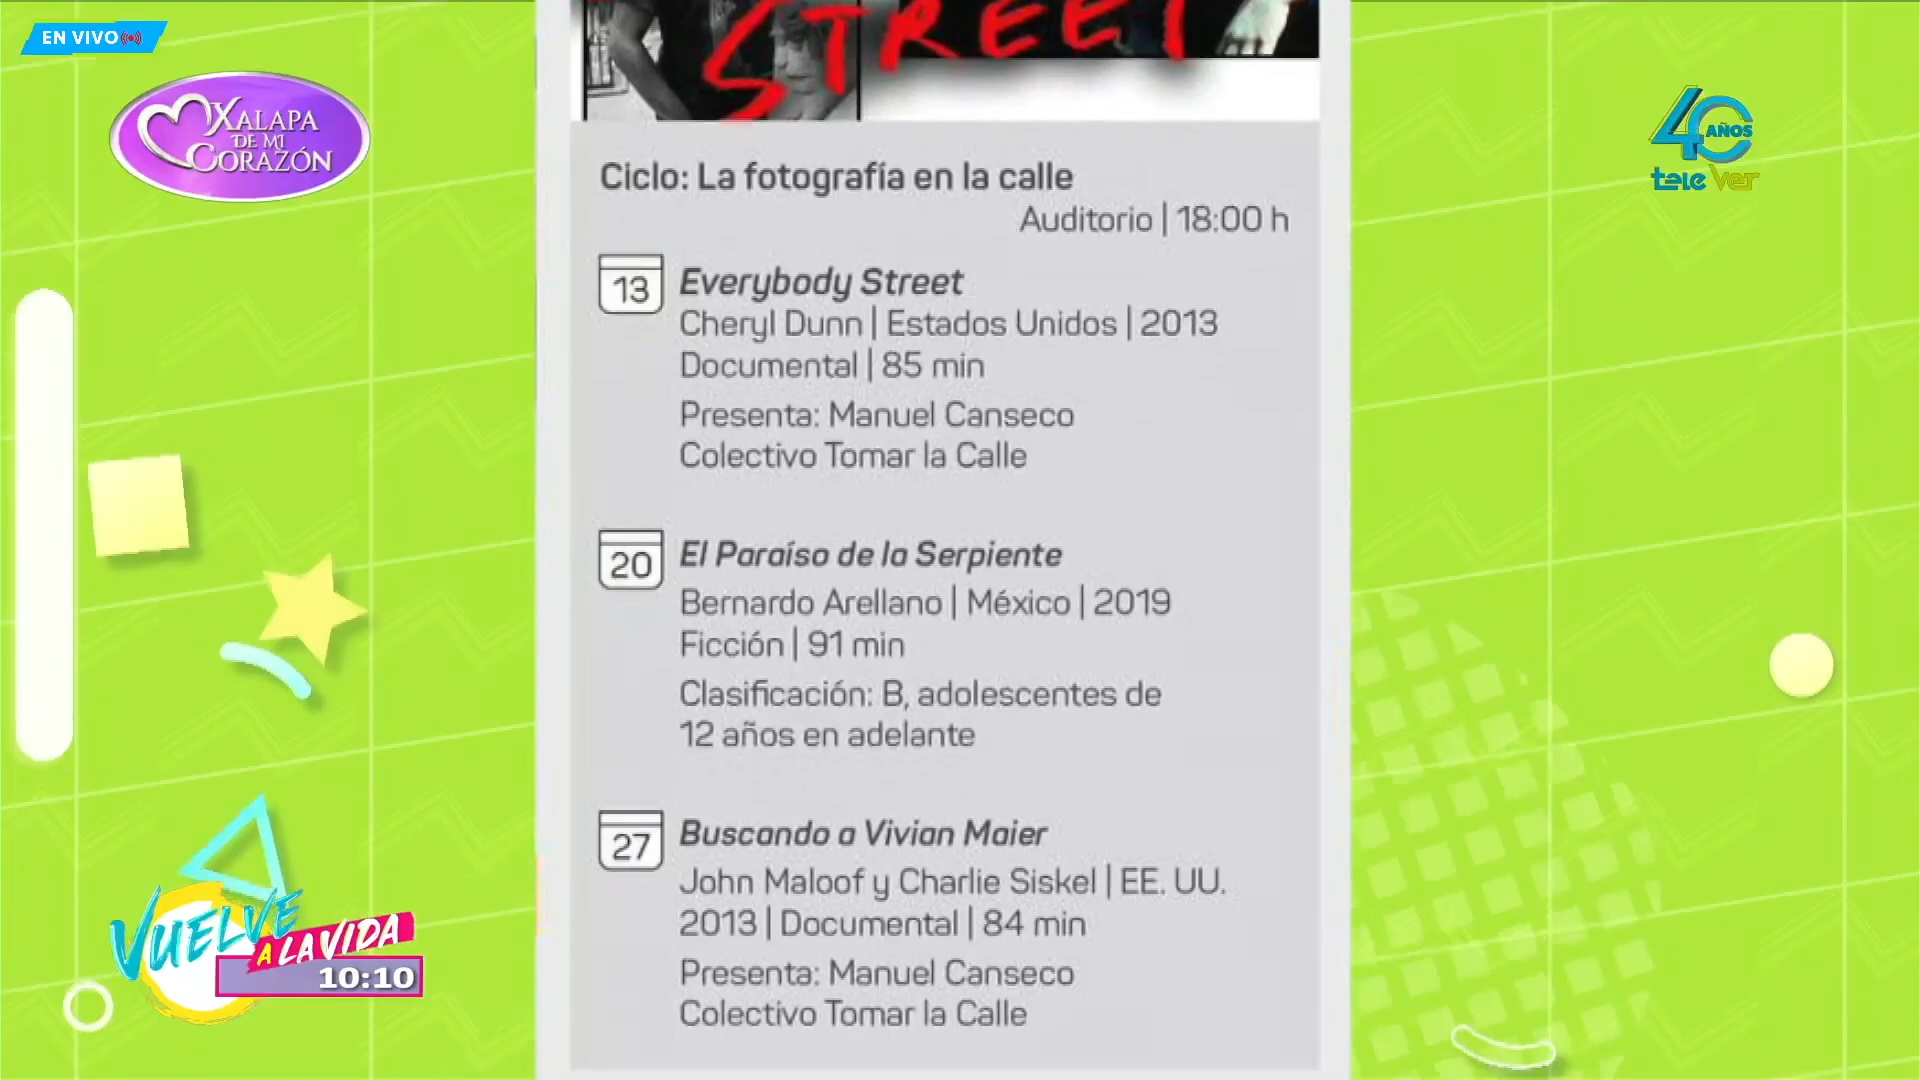 EN VIVO
XALAPA
DE MI
CORAZÓN
40
AÑOS
teleVer
STREET
Ciclo: La fotografía en la calle
Auditorio | 18:00 h
13
Everybody Street
Cheryl Dunn | Estados Unidos | 2013
Documental | 85 min
Presenta: Manuel Canseco
Colectivo Tomar la Calle
20
El Paraíso de la Serpiente
Bernardo Arellano | México | 2019
Ficción | 91 min
Clasificación: B, adolescentes de
12 años en adelante
27
Buscando a Vivian Maier
John Maloof y Charlie Siskel | EE. UU.
2013 | Documental | 84 min
Presenta: Manuel Canseco
Colectivo Tomar la Calle
VUELVE
A LA VIDA
10:10